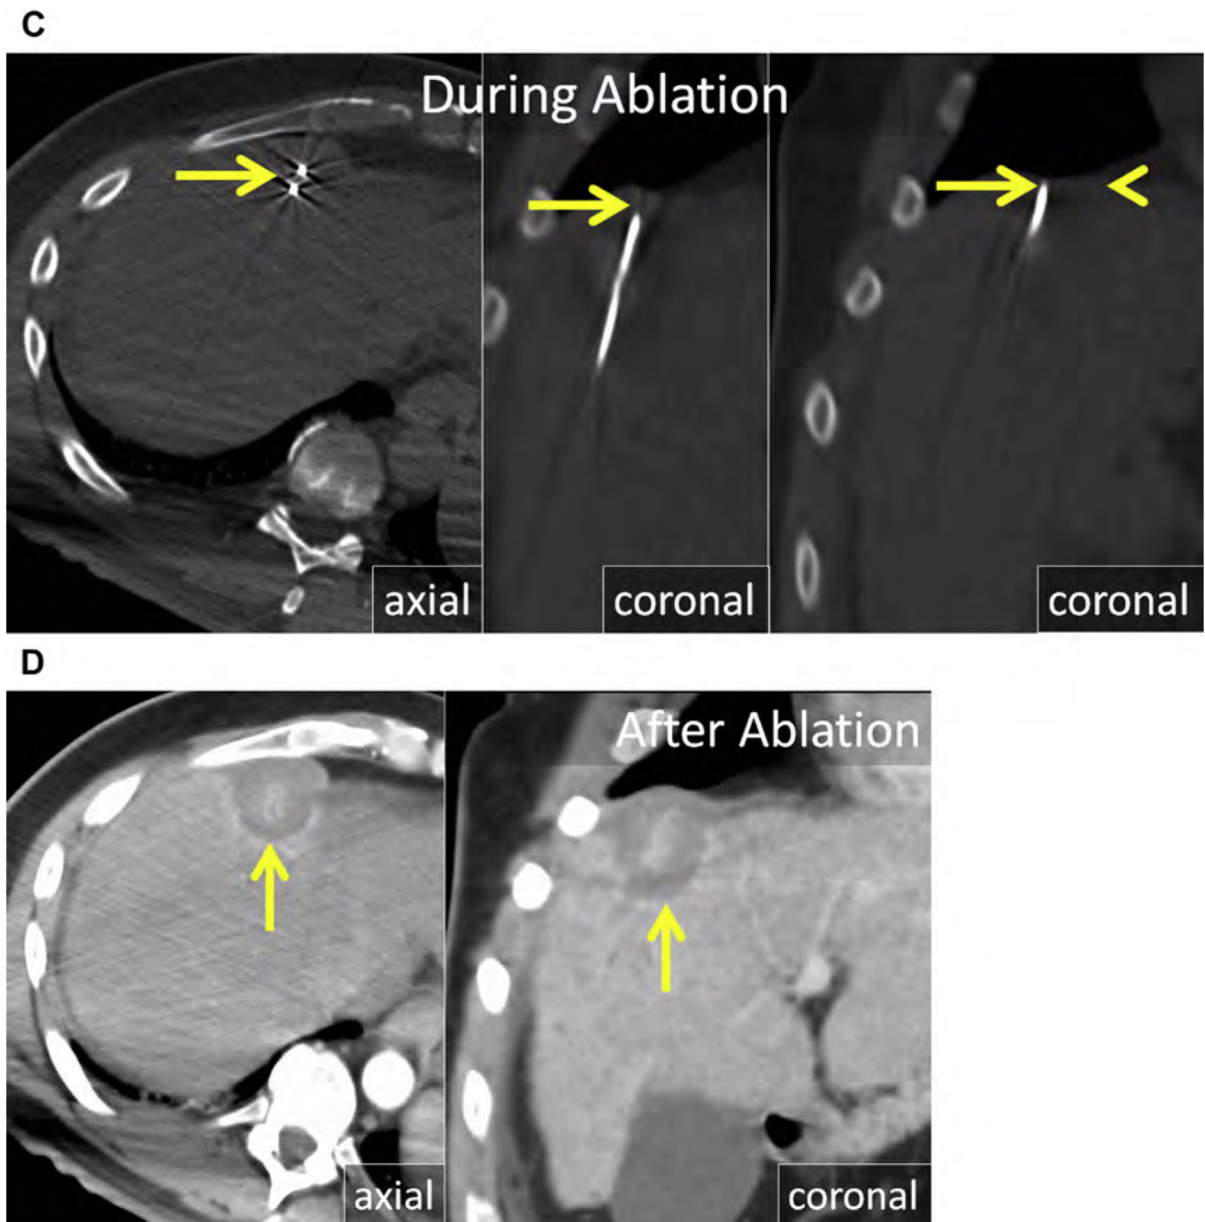 C
During Ablation
axial
coronal
coronal
D
After Ablation
axial
coronal